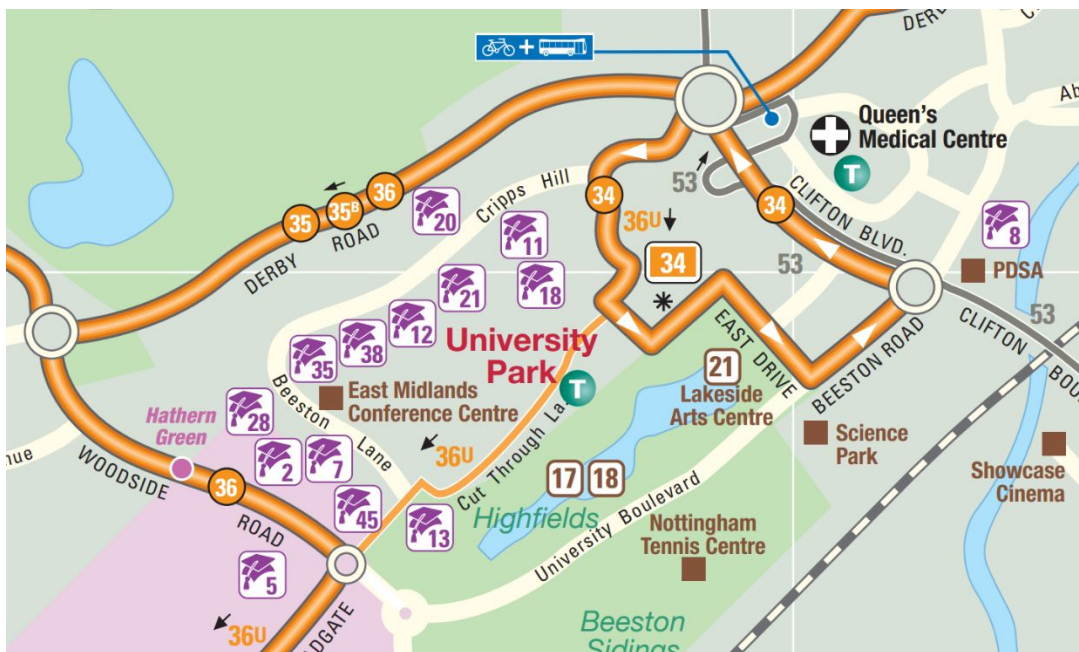 DERB
+
Queen's
Medical Centre
Ab
T
53
34
36U
34
34
CLIFTON BLVD.
53
8
PDSA
53
CLIFTON BOU
36
35B
35
DERBY ROAD
20
Cripps Hill
11
18
21
12
38
35
University
Park
T
East Midlands
Conference Centre
Beeston Lane
EAST DRIVE
BEESTON ROAD
21
Lakeside
Arts Centre
Science
Park
Showcase
Cinema
Hathern
Green
28
2
7
nue
WOODSIDE ROAD
36
36U
Cut Through La
17
18
Highfields
University Boulevard
Nottingham
Tennis Centre
45
13
5
36U
DGATE
Beeston
Sidings